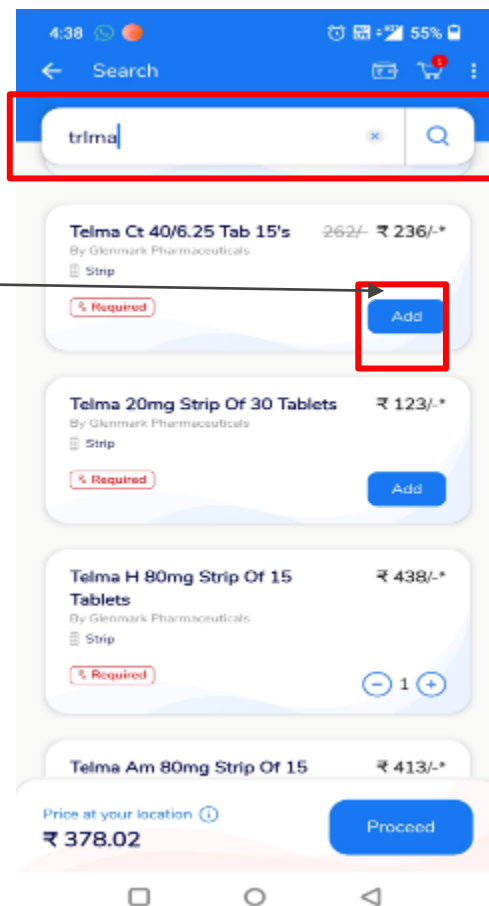 4:38 55%
Search 1
trlma
Telma Ct 40/6.25 Tab 15's 262/- ₹ 236/-*
By Glenmark Pharmaceuticals
Strip
Required
Add
Telma 20mg Strip Of 30 Tablets ₹ 123/-*
By Glenmark Pharmaceuticals
Strip
Required
Add
Telma H 80mg Strip Of 15 ₹ 438/-*
Tablets
By Glenmark Pharmaceuticals
Strip
Required
1
Telma Am 80mg Strip Of 15 ₹ 413/-*
Price at your location
₹ 378.02
Proceed